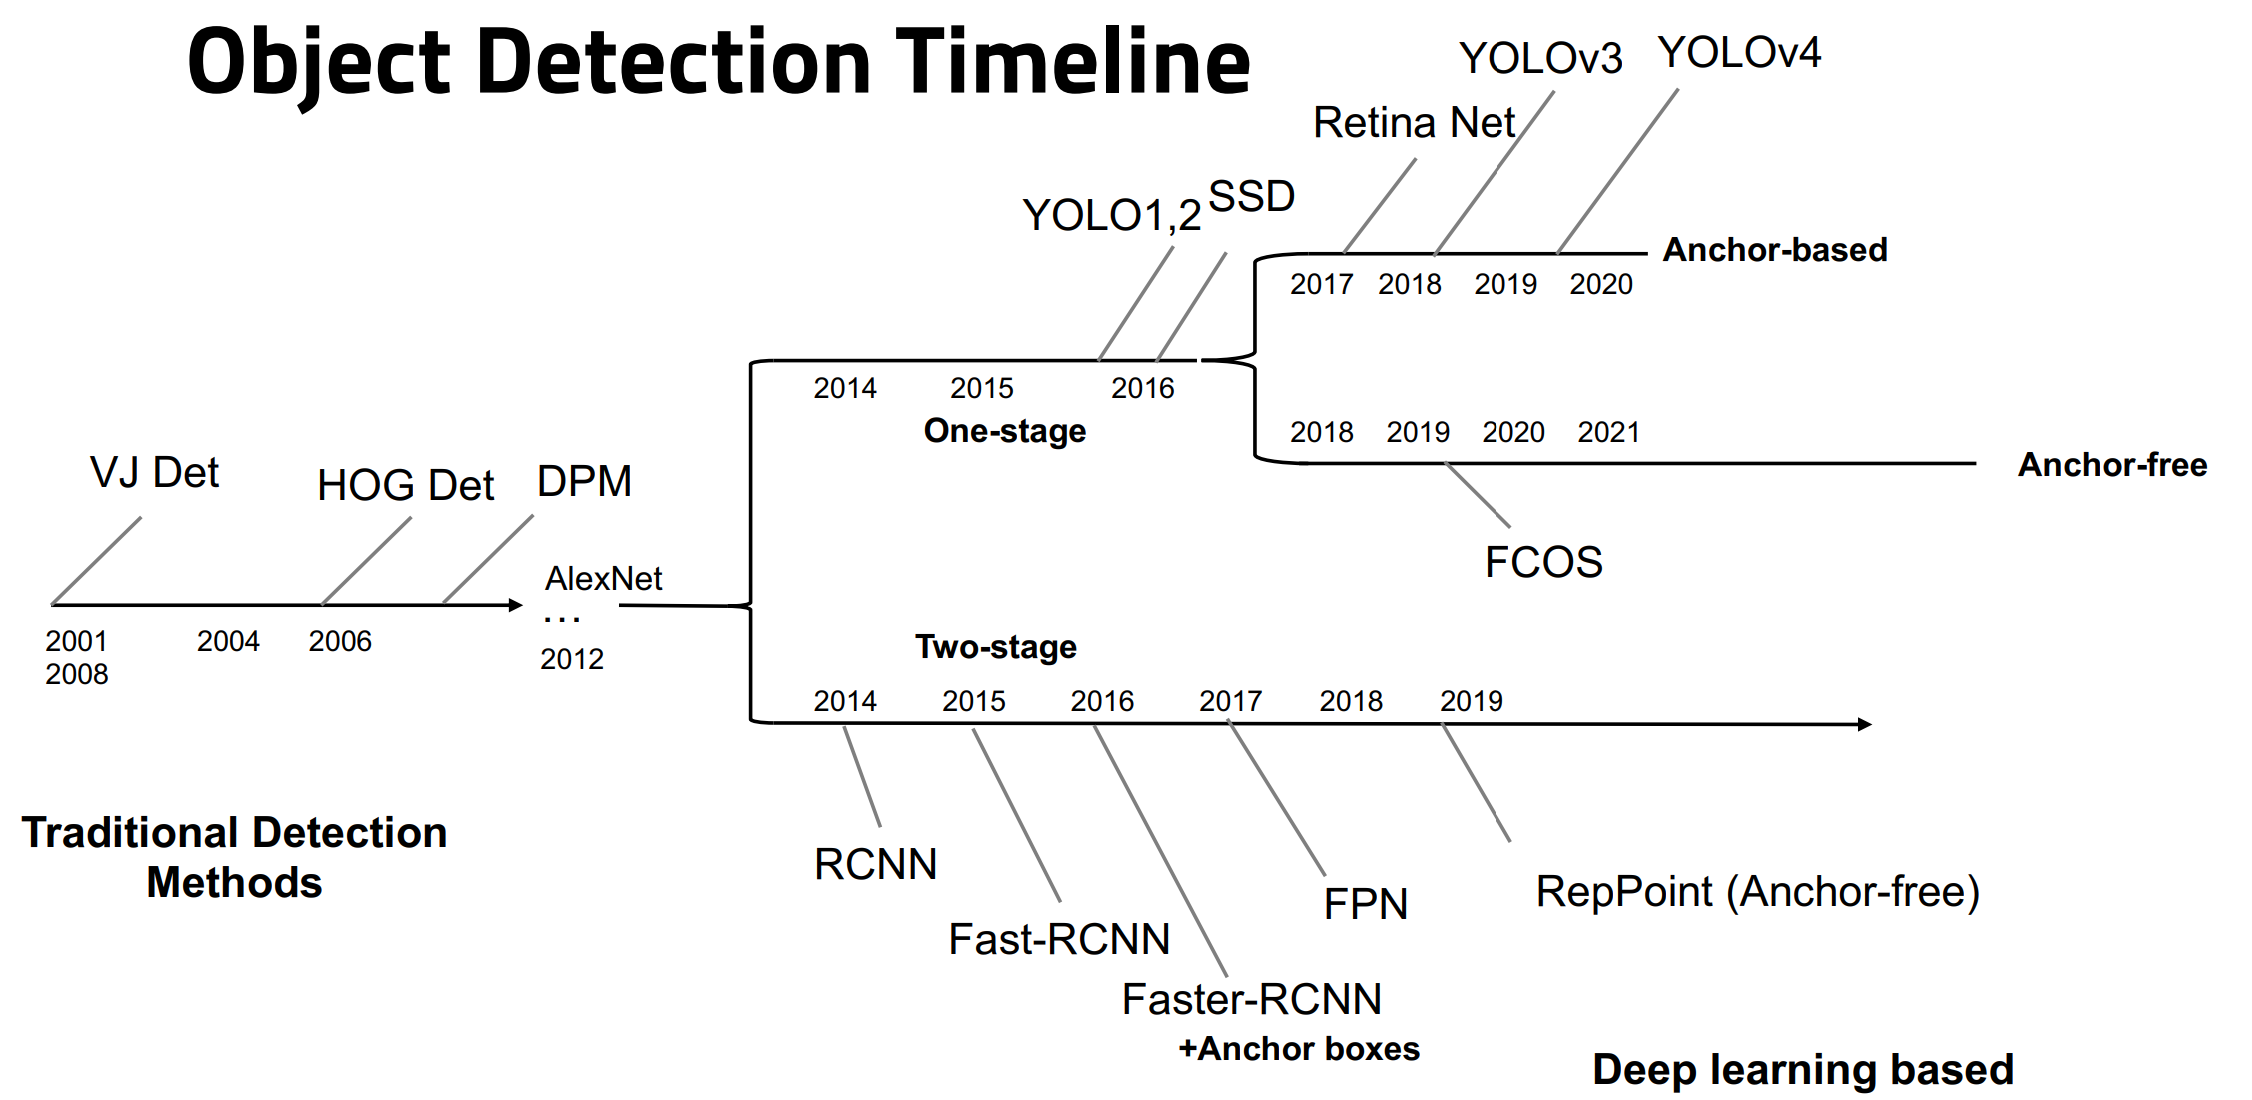 Object Detection Timeline
YOLOv3
YOLOv4
Retina Net
YOLO1,2
SSD
Anchor-based
2017 2018 2019 2020
2014 2015 2016
One-stage
2018 2019 2020 2021
Anchor-free
FCOS
VJ Det
HOG Det
DPM
AlexNet
...
2001 2004 2006
2008
2012
Two-stage
2014 2015 2016 2017 2018 2019
RCNN
Fast-RCNN
Faster-RCNN
+Anchor boxes
FPN
RepPoint (Anchor-free)
Traditional Detection
Methods
Deep learning based